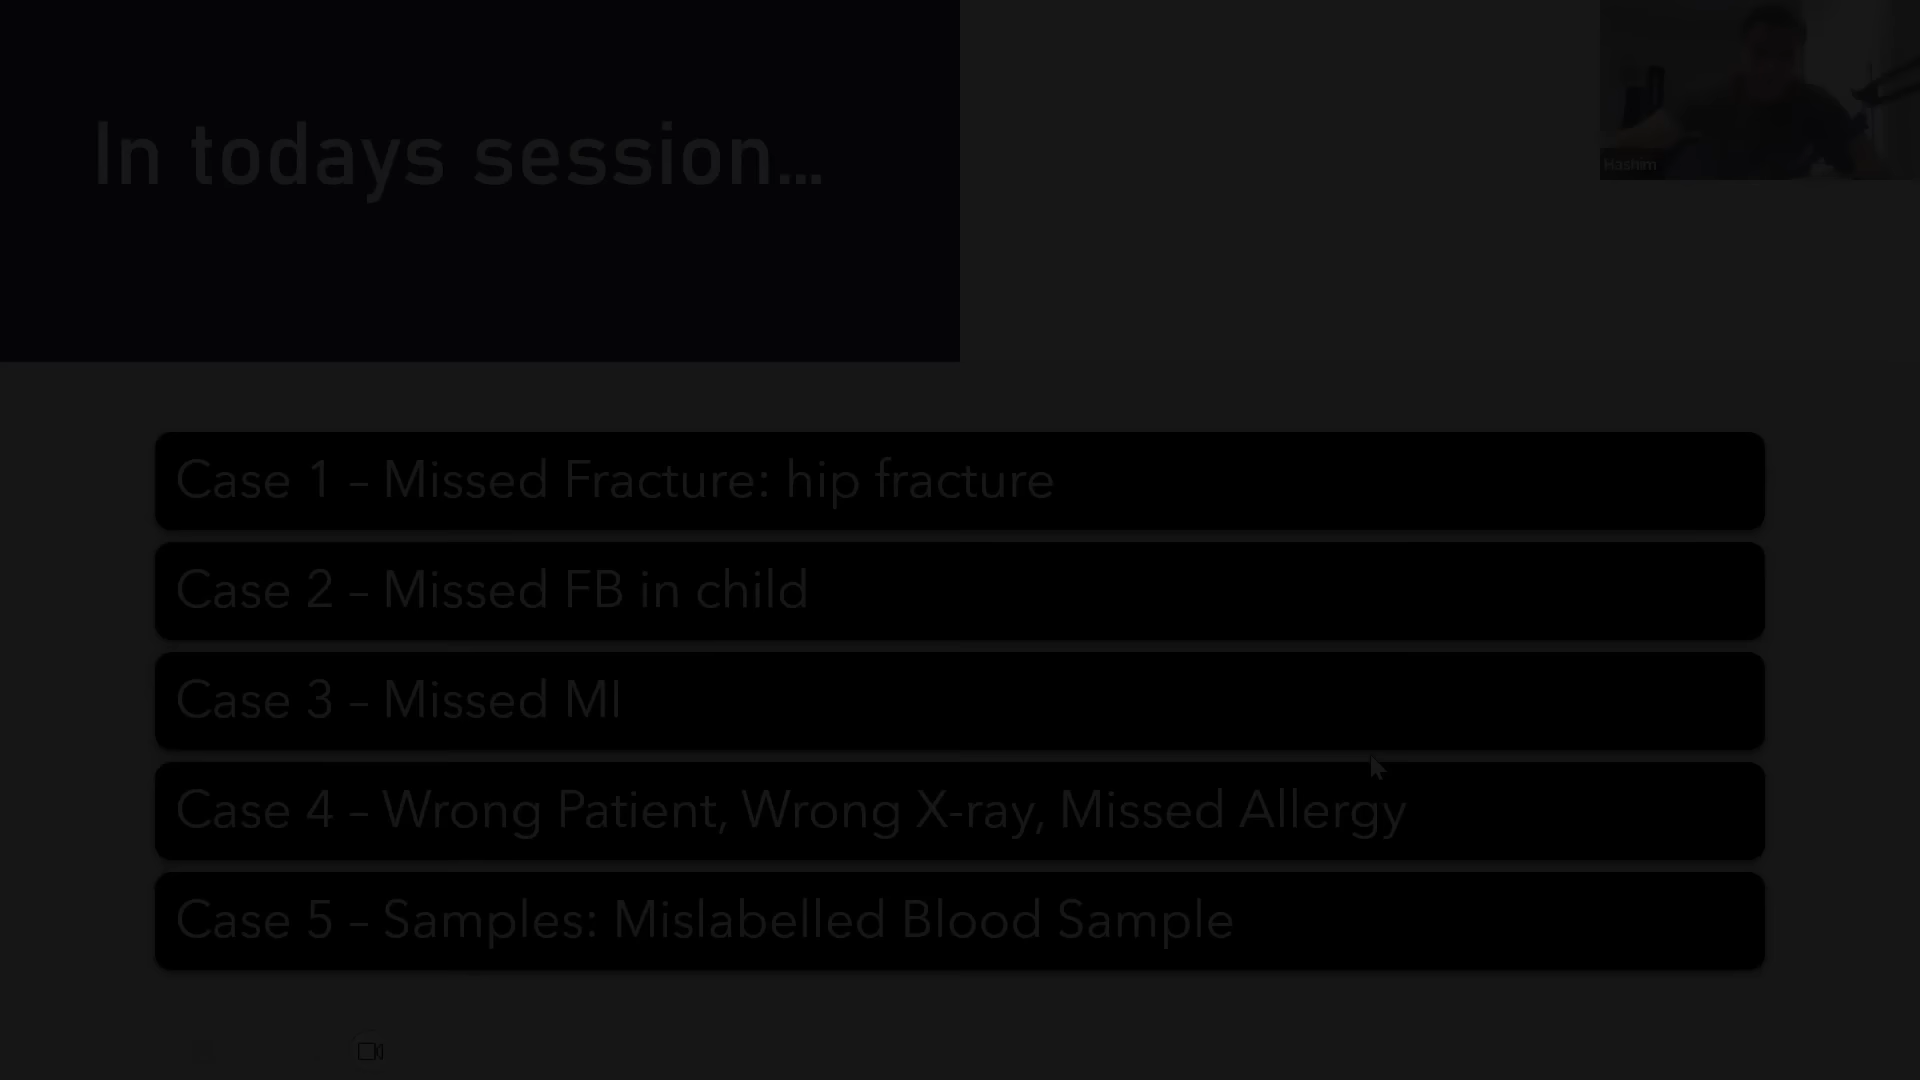 In todays session...
Hashim
Case 1 – Missed Fracture: hip fracture
Case 2 – Missed FB in child
Case 3 – Missed MI
Case 4 – Wrong Patient, Wrong X-ray, Missed Allergy
Case 5 – Samples: Mislabelled Blood Sample